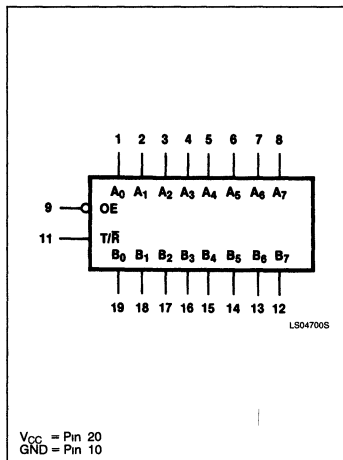 1 2 3 4 5 6 7 8
A₀ A₁ A₂ A₃ A₄ A₅ A₆ A₇
9 OE
11 T/R̅
B₀ B₁ B₂ B₃ B₄ B₅ B₆ B₇
19 18 17 16 15 14 13 12
LS04700S
V_CC = Pin 20
GND = Pin 10